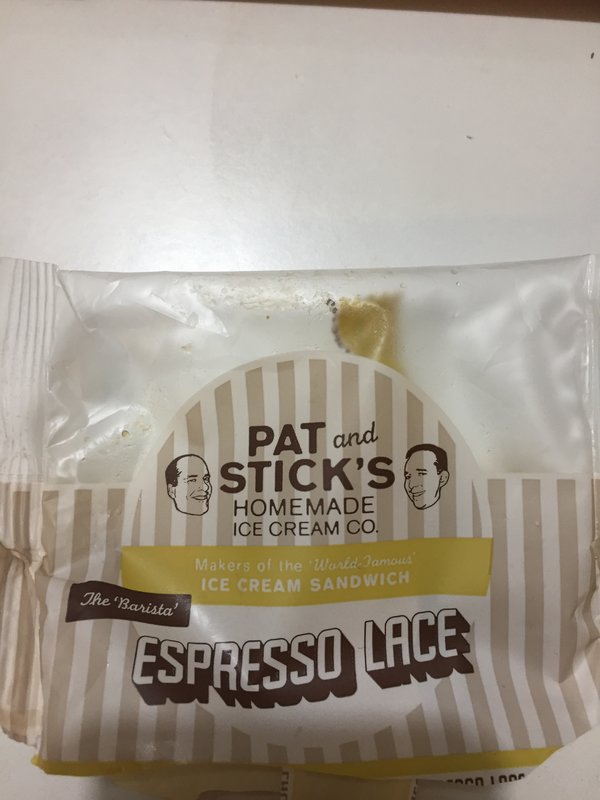 PAT and
STICK'S
HOMEMADE
ICE CREAM CO.
Makers of the 'World-Famous'
ICE CREAM SANDWICH
The 'Barista'
ESPRESSO LACE